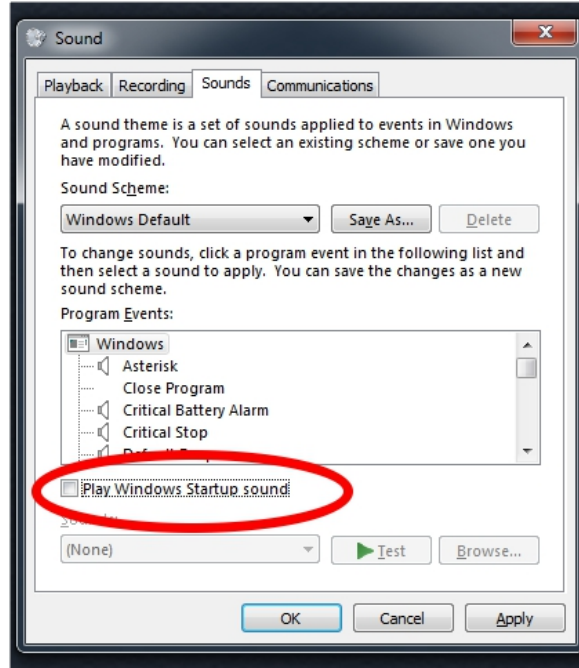 Sound
Playback Recording Sounds Communications
A sound theme is a set of sounds applied to events in Windows
and programs. You can select an existing scheme or save one you
have modified.
Sound Scheme:
Windows Default Save As... Delete
To change sounds, click a program event in the following list and
then select a sound to apply. You can save the changes as a new
sound scheme.
Program Events:
Windows
Asterisk
Close Program
Critical Battery Alarm
Critical Stop
Play Windows Startup sound
(None) Test Browse...
OK Cancel Apply